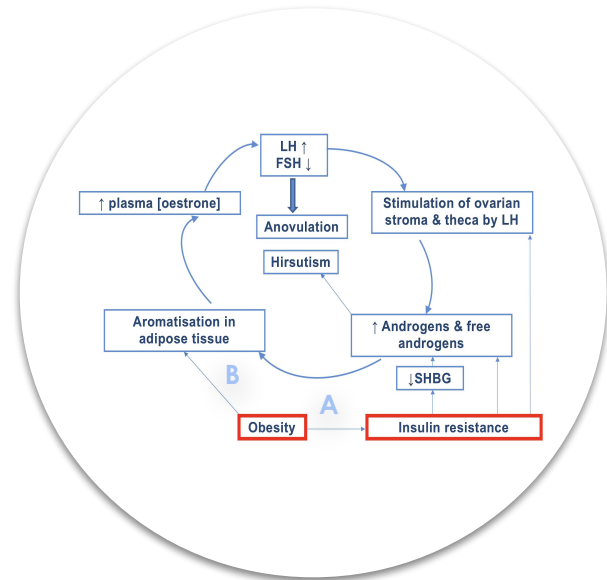 LH ↑
FSH ↓
↑ plasma [oestrone]
Stimulation of ovarian
stroma & theca by LH
Anovulation
Hirsutism
Aromatisation in
adipose tissue
↑ Androgens & free
androgens
B
↓SHBG
A
Obesity
Insulin resistance